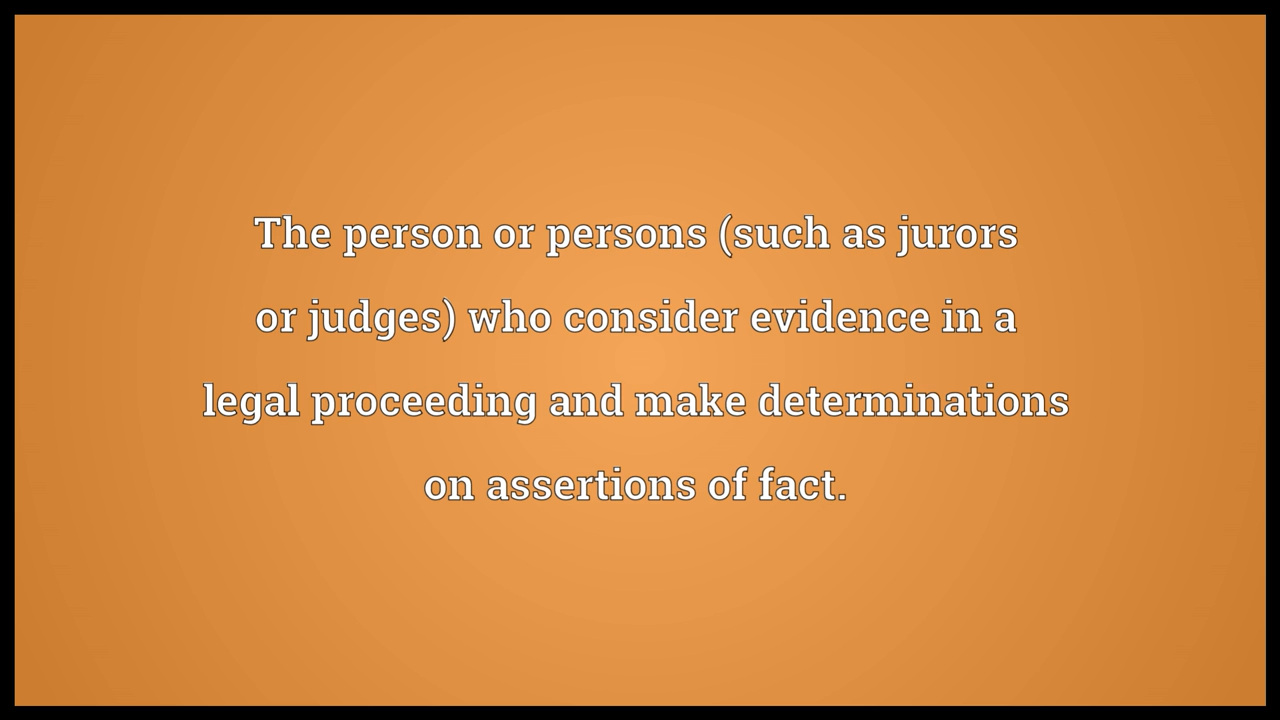 The person or persons (such as jurors
or judges) who consider evidence in a
legal proceeding and make determinations
on assertions of fact.